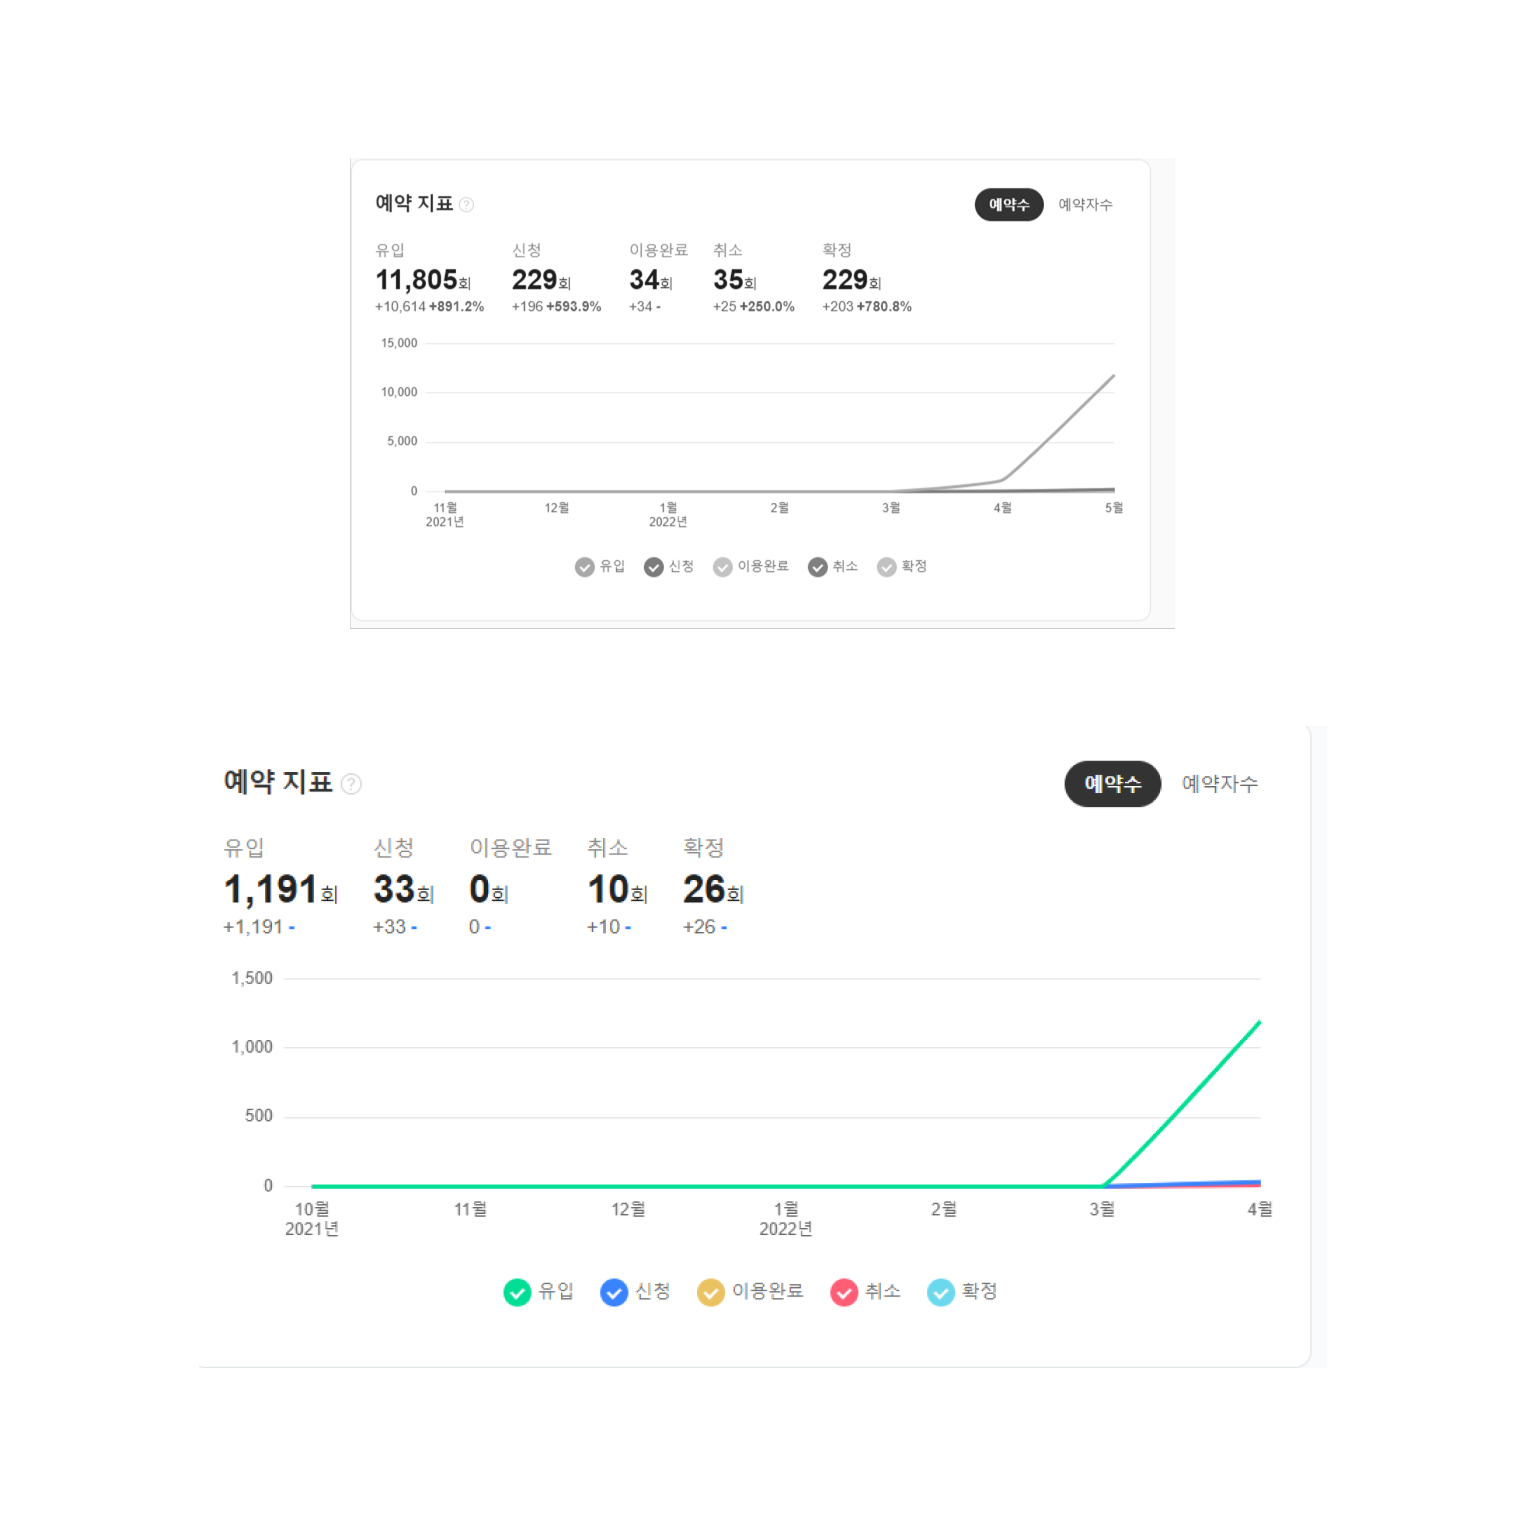 예약 지표 ?
예약수 예약자수
유입 신청 이용완료 취소 확정
11,805회 229회 34회 35회 229회
+10,614 +891.2% +196 +593.9% +34 - +25 +250.0% +203 +780.8%
15,000
10,000
5,000
0
11월 12월 1월 2월 3월 4월 5월
2021년 2022년
유입 신청 이용완료 취소 확정
예약 지표 ?
예약수 예약자수
유입 신청 이용완료 취소 확정
1,191회 33회 0회 10회 26회
+1,191 - +33 - 0 - +10 - +26 -
1,500
1,000
500
0
10월 11월 12월 1월 2월 3월 4월
2021년 2022년
유입 신청 이용완료 취소 확정